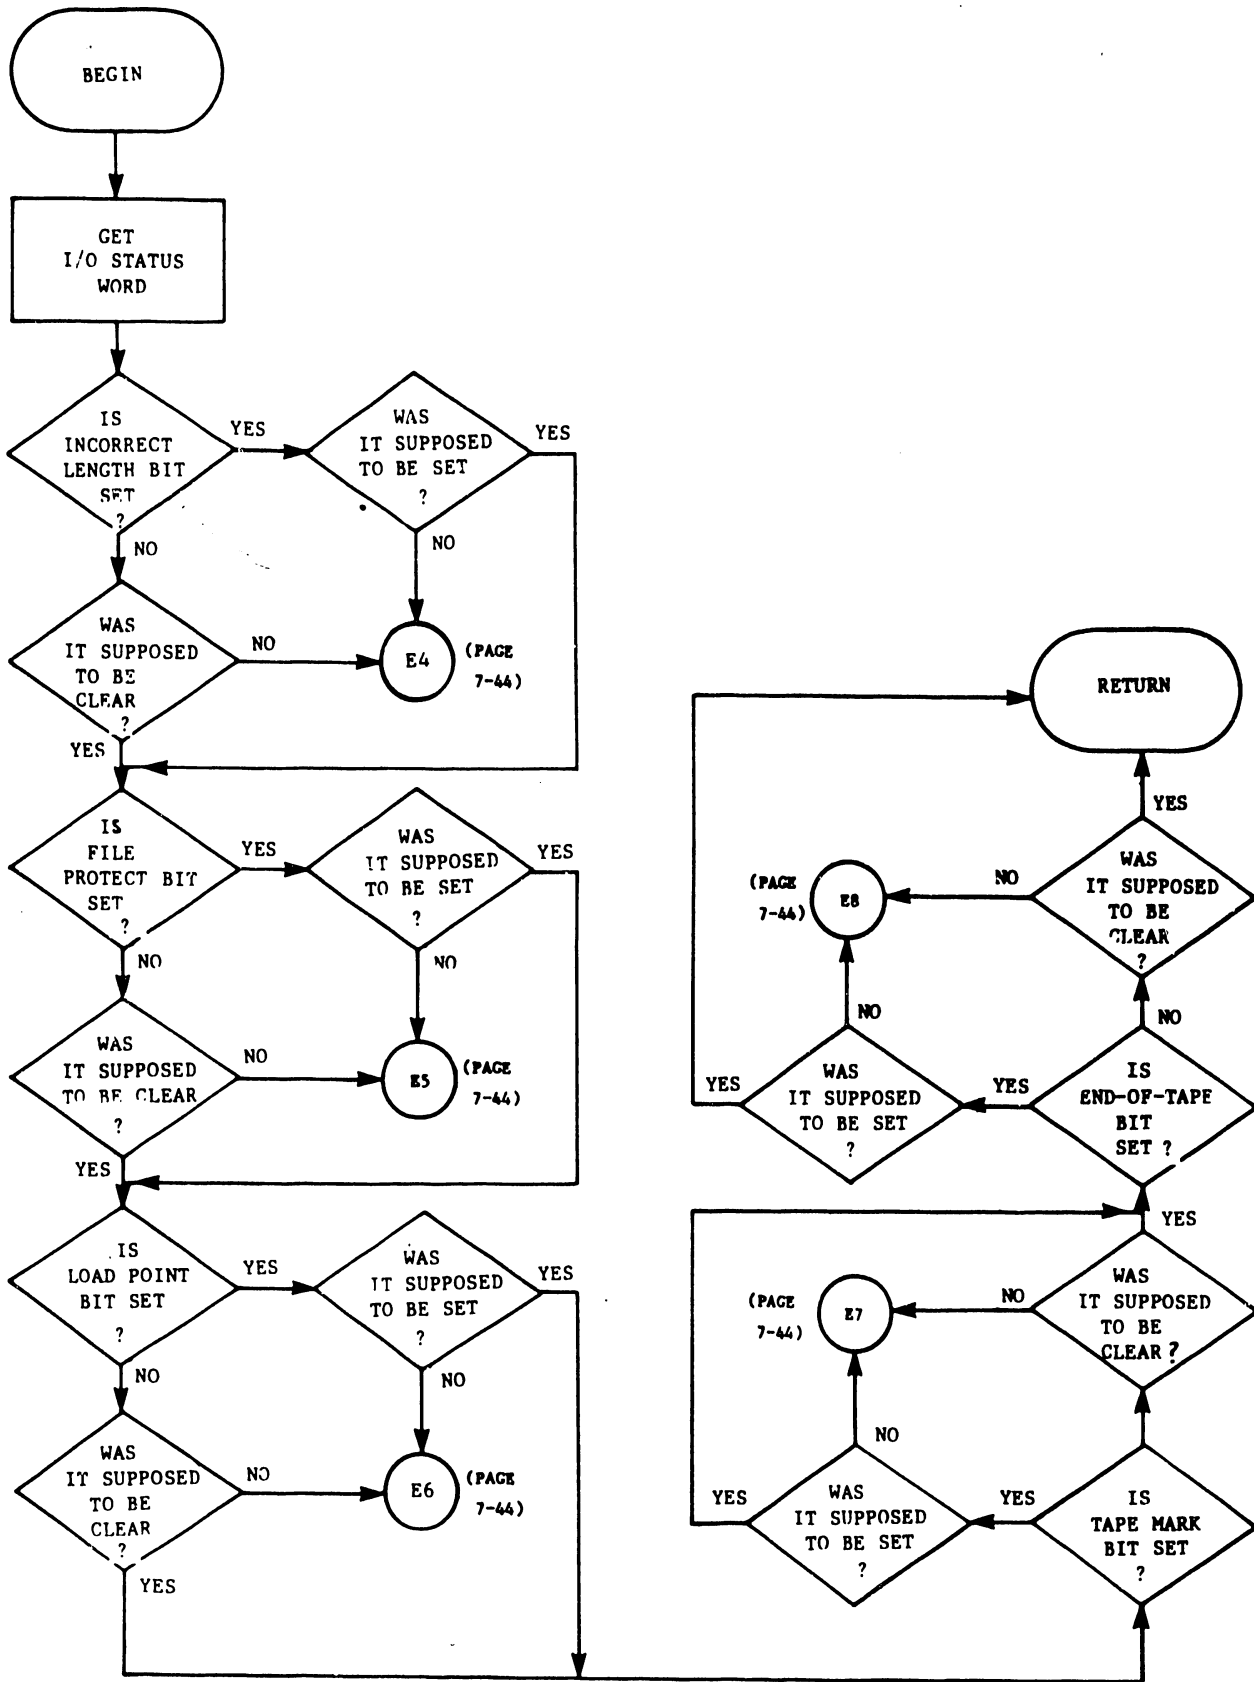 BEGIN
GET
I/O STATUS
WORD
IS
INCORRECT
LENGTH BIT
SET
?
YES
WAS
IT SUPPOSED
TO BE SET
?
YES
NO
NO
WAS
IT SUPPOSED
TO BE
CLEAR
?
NO
E4
(PAGE
7-44)
YES
IS
FILE
PROTECT BIT
SET
?
YES
WAS
IT SUPPOSED
TO BE SET
?
YES
NO
NO
WAS
IT SUPPOSED
TO BE CLEAR
?
NO
E5
(PAGE
7-44)
YES
IS
LOAD POINT
BIT SET
?
YES
WAS
IT SUPPOSED
TO BE SET
?
YES
NO
NO
WAS
IT SUPPOSED
TO BE
CLEAR
?
NO
E6
(PAGE
7-44)
YES
RETURN
YES
WAS
IT SUPPOSED
TO BE
CLEAR
?
NO
E8
(PAGE
7-44)
NO
NO
IS
END-OF-TAPE
BIT
SET ?
YES
WAS
IT SUPPOSED
TO BE SET
?
YES
YES
WAS
IT SUPPOSED
TO BE
CLEAR ?
NO
E7
(PAGE
7-44)
NO
IS
TAPE MARK
BIT SET
?
YES
WAS
IT SUPPOSED
TO BE SET
?
YES